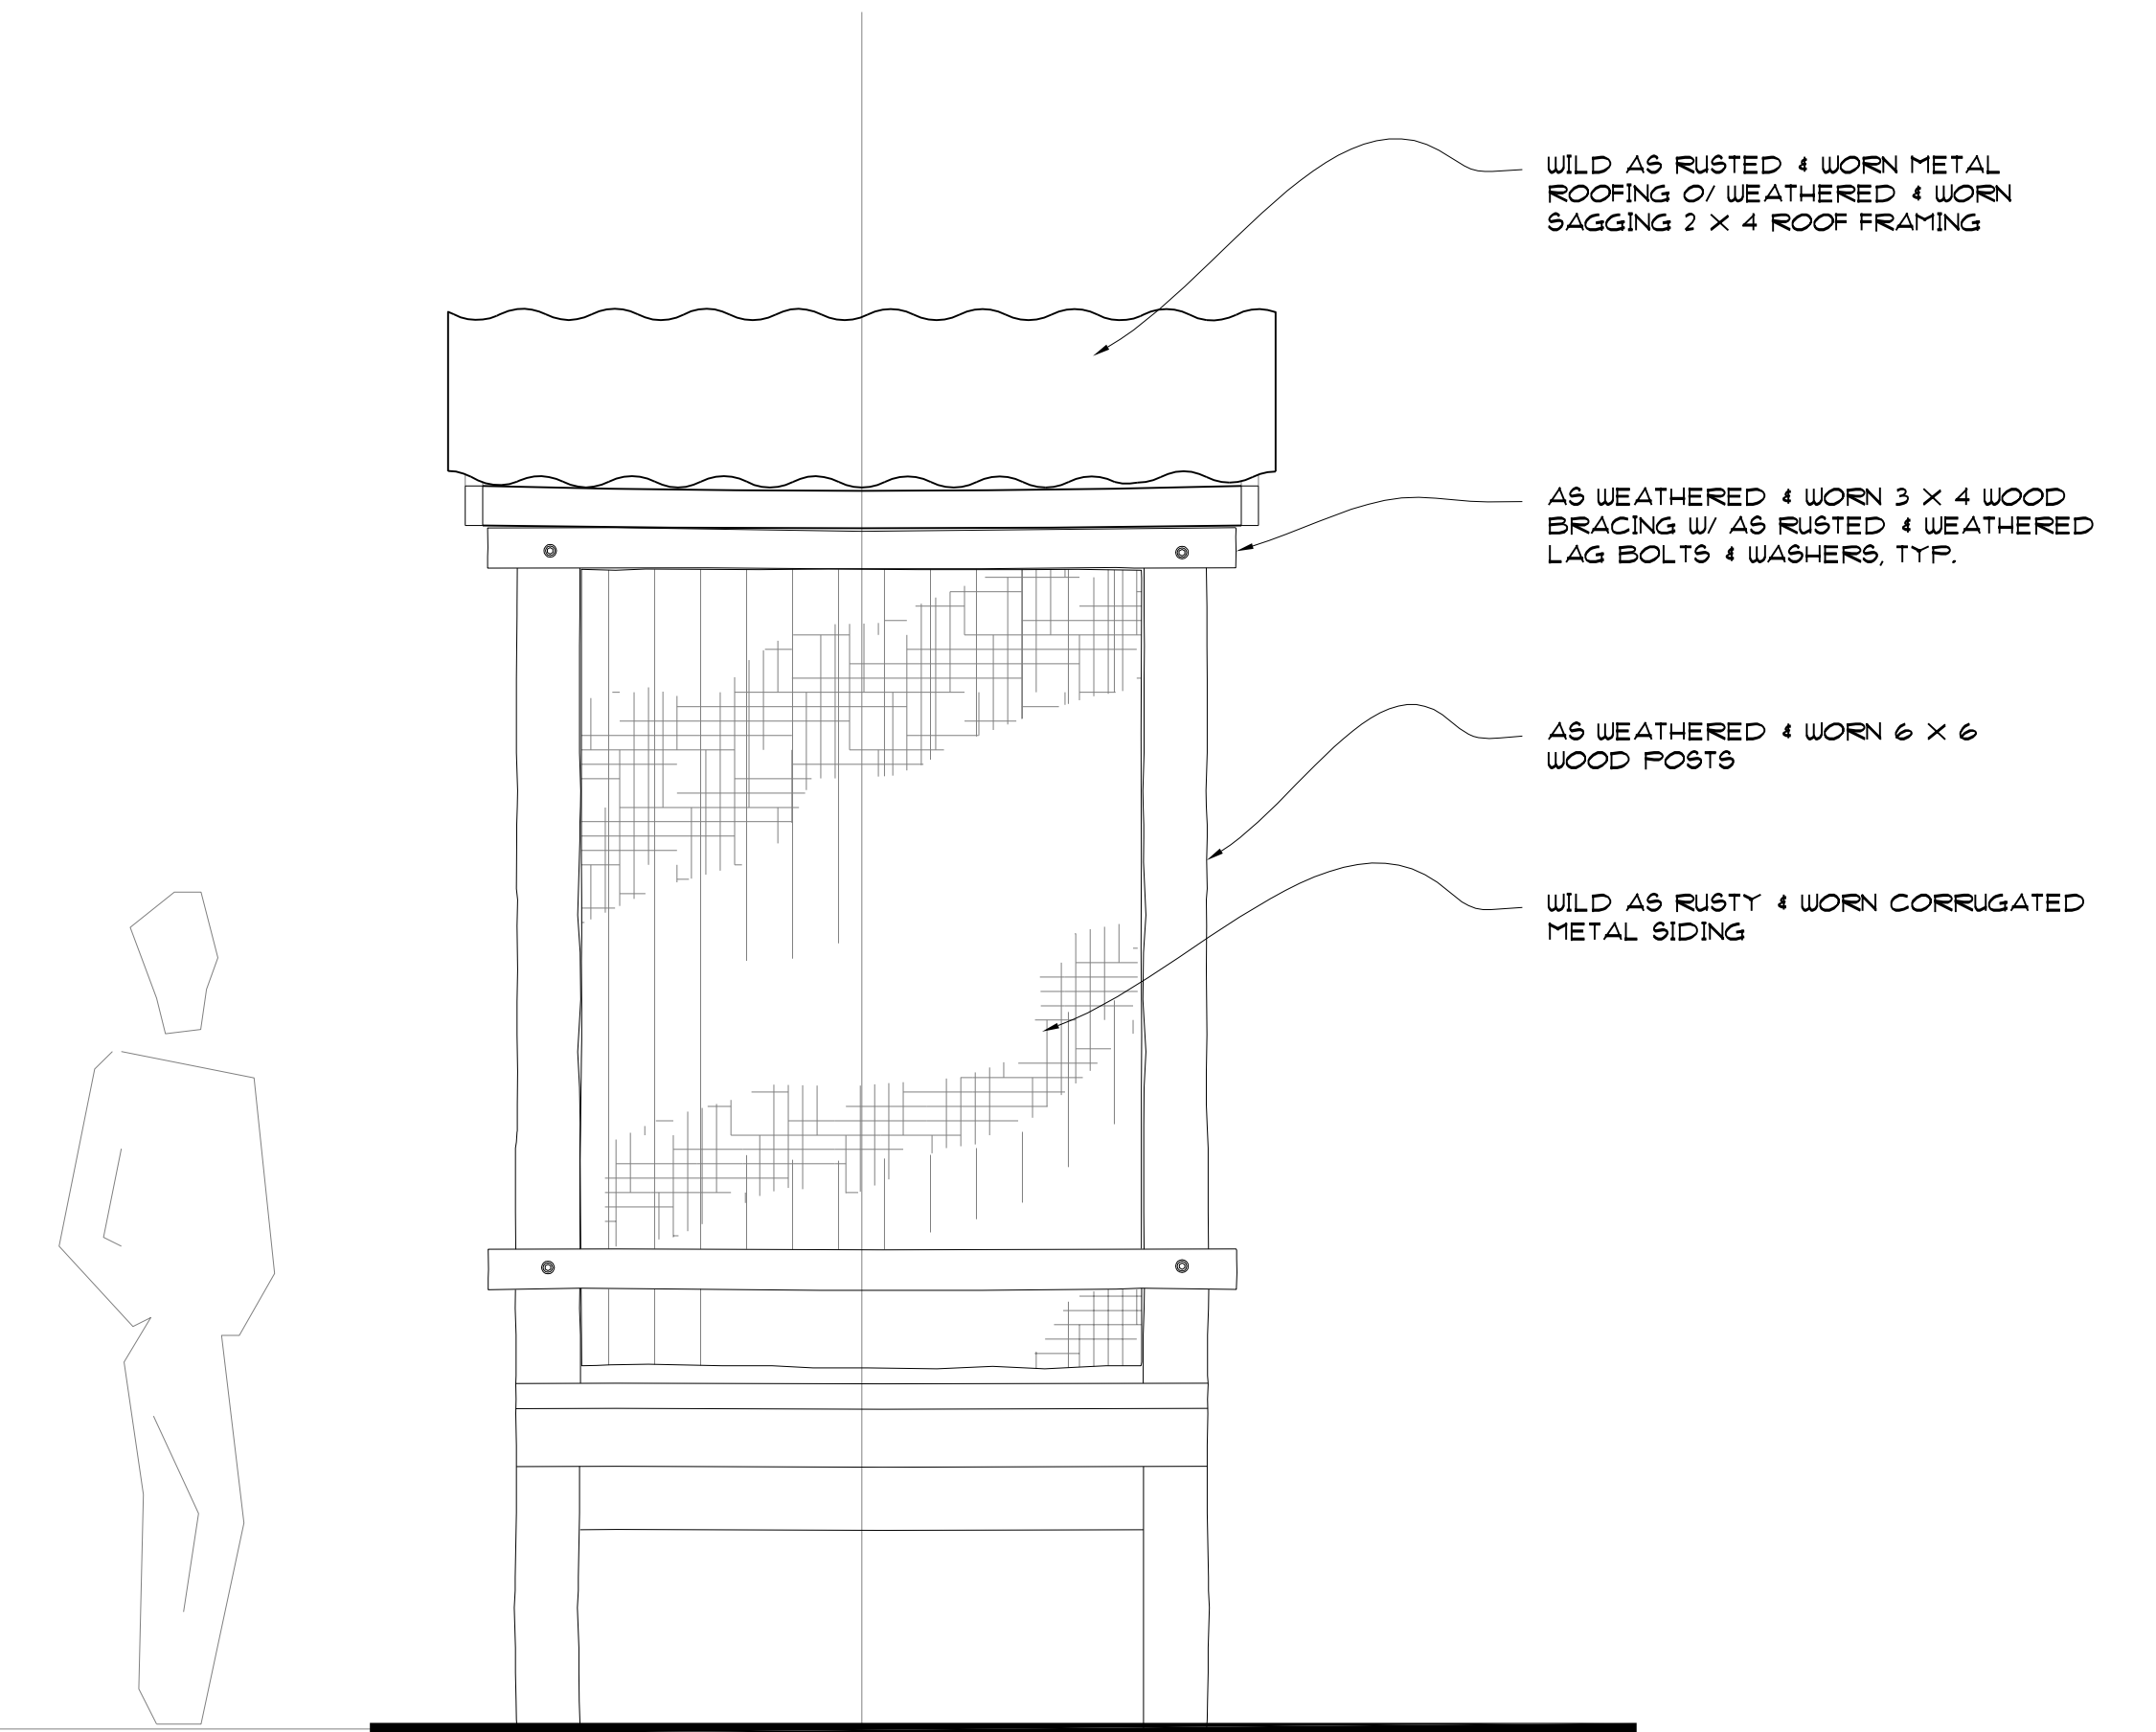 WILD AS RUSTED & WORN METAL
ROOFING O/ WEATHERED & WORN
SAGGING 2 X 4 ROOF FRAMING
AS WEATHERED & WORN 3 X 4 WOOD
BRACING W/ AS RUSTED & WEATHERED
LAG BOLTS & WASHERS, TYP.
AS WEATHERED & WORN 6 X 6
WOOD POSTS
WILD AS RUSTY & WORN CORRUGATED
METAL SIDING